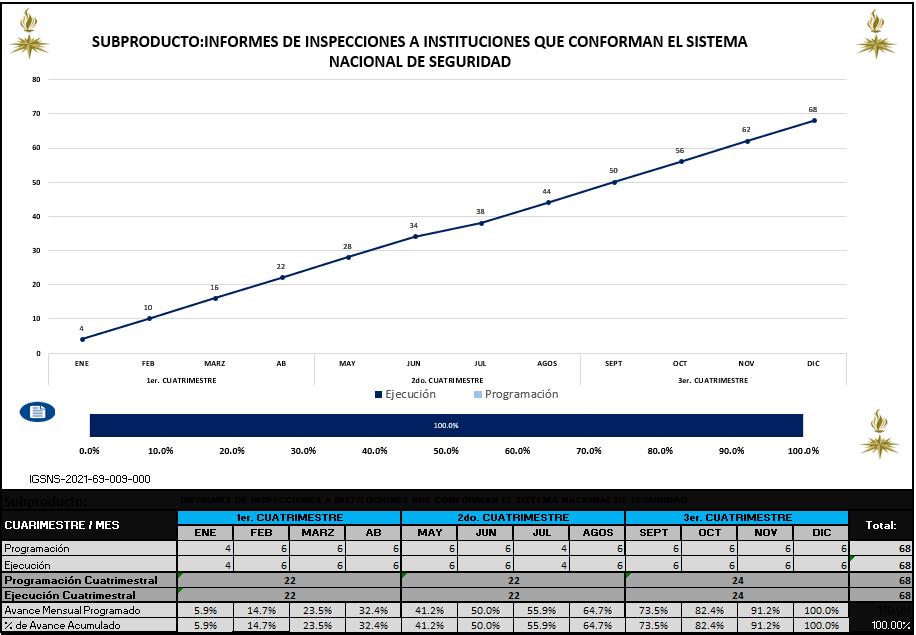 SUBPRODUCTO:INFORMES DE INSPECCIONES A INSTITUCIONES QUE CONFORMAN EL SISTEMA
NACIONAL DE SEGURIDAD
80
70
60
50
40
30
20
10
0
4 10 16 22 28 34 38 44 50 56 62 68
ENE FEB MARZ AB MAY JUN JUL AGOS SEPT OCT NOV DIC
1er. CUATRIMESTRE 2do. CUATRIMESTRE 3er. CUATRIMESTRE
Ejecución Programación
100.0%
0.0% 10.0% 20.0% 30.0% 40.0% 50.0% 60.0% 70.0% 80.0% 90.0% 100.0%
IGSNS-2021-69-009-000
Subproducto: INFORMES DE INSPECCIONES A INSTITUCIONES QUE CONFORMAN EL SISTEMA NACIONAL DE SEGURIDAD
CUARIMESTRE / MES 1er. CUATRIMESTRE 2do. CUATRIMESTRE 3er. CUATRIMESTRE Total:
ENE FEB MARZ AB MAY JUN JUL AGOS SEPT OCT NOV DIC
Programación 4 6 6 6 6 6 4 6 6 6 6 6 68
Ejecución 4 6 6 6 6 6 4 6 6 6 6 6 68
Programación Cuatrimestral 22 22 24 68
Ejecución Cuatrimestral 22 22 24 68
Avance Mensual Programado 5.9% 14.7% 23.5% 32.4% 41.2% 50.0% 55.9% 64.7% 73.5% 82.4% 91.2% 100.0% 100.0%
% de Avance Acumulado 5.9% 14.7% 23.5% 32.4% 41.2% 50.0% 55.9% 64.7% 73.5% 82.4% 91.2% 100.0% 100.00%